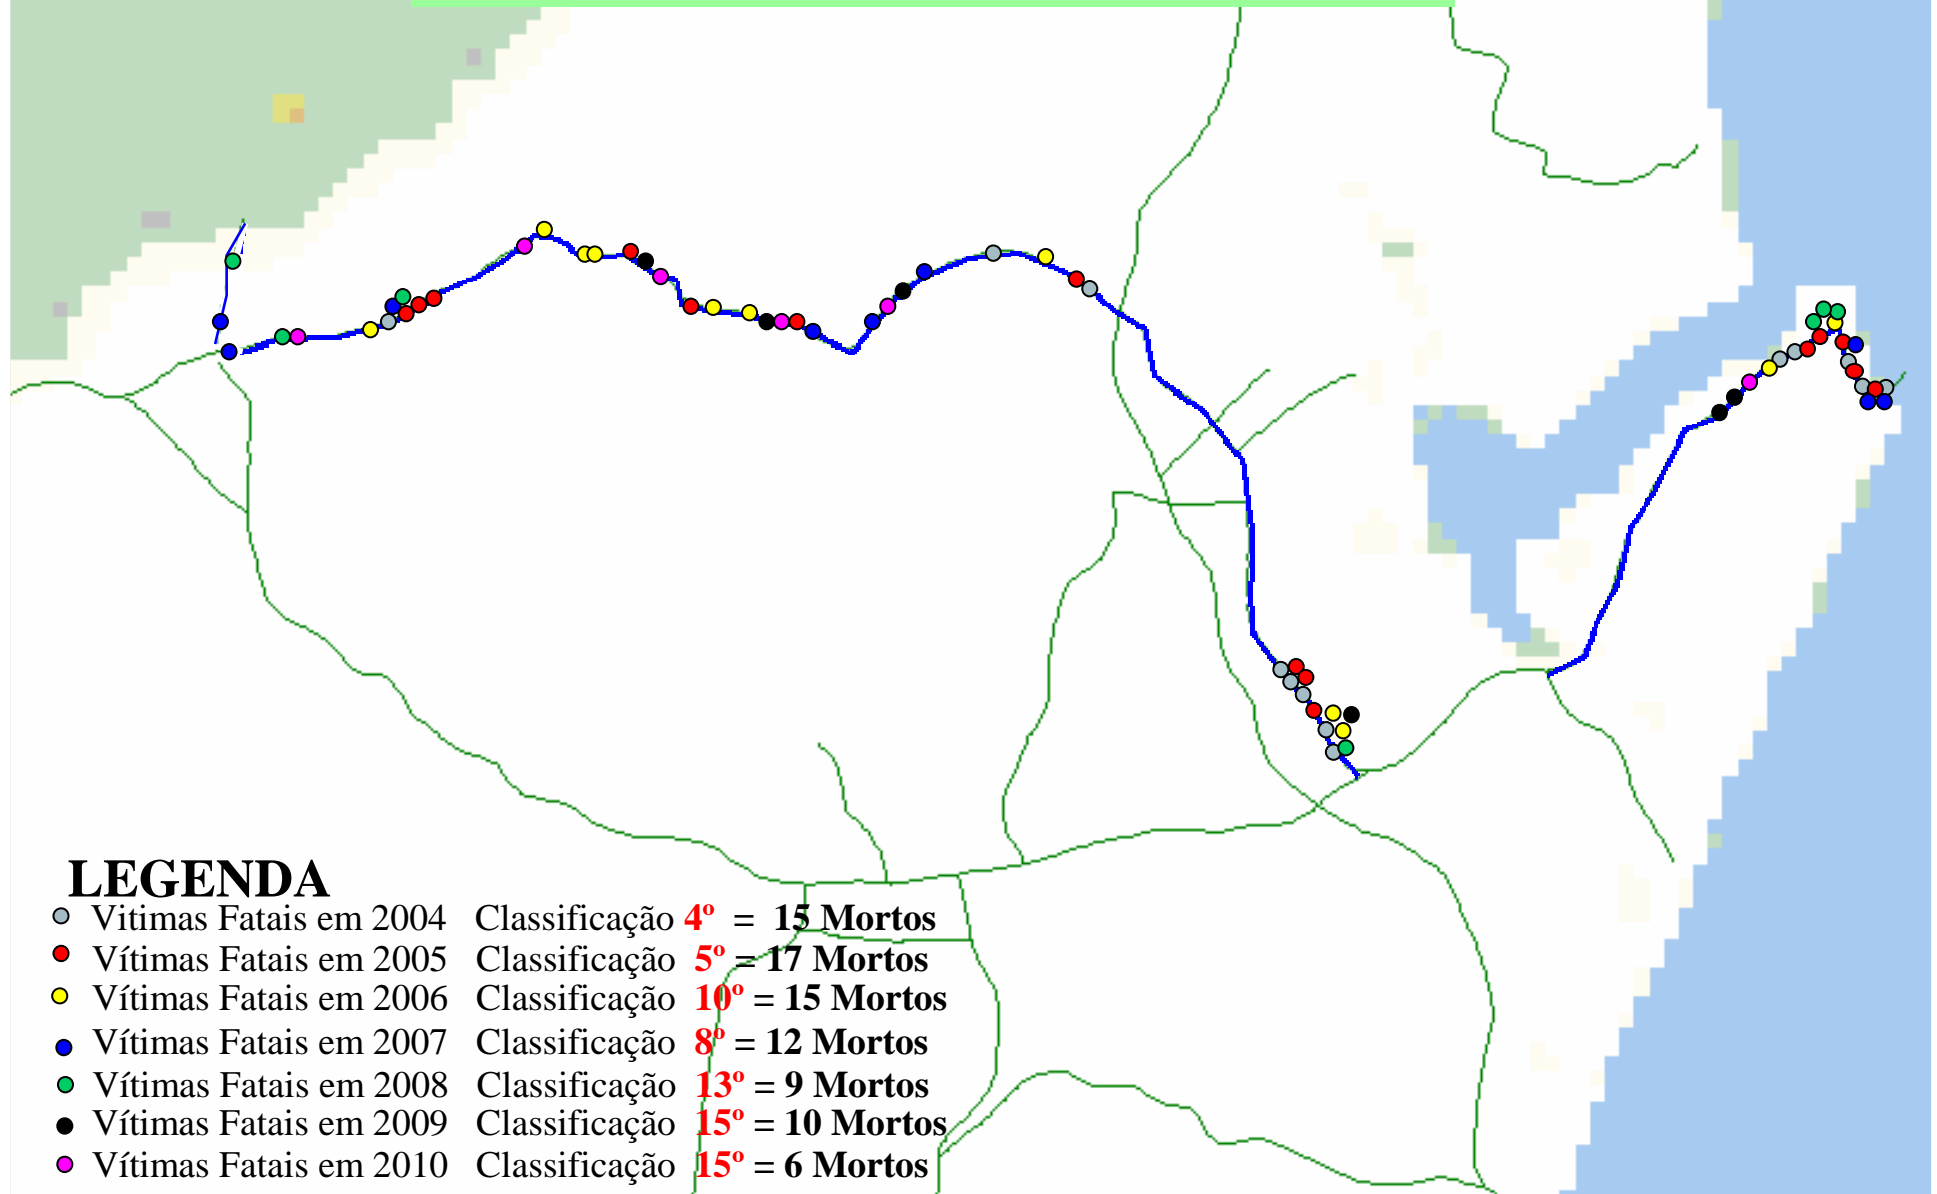 LEGENDA
Vitimas Fatais em 2004 Classificação 4º = 15 Mortos
Vítimas Fatais em 2005 Classificação 5º = 17 Mortos
Vítimas Fatais em 2006 Classificação 10º = 15 Mortos
Vítimas Fatais em 2007 Classificação 8º = 12 Mortos
Vítimas Fatais em 2008 Classificação 13º = 9 Mortos
Vítimas Fatais em 2009 Classificação 15º = 10 Mortos
Vítimas Fatais em 2010 Classificação 15º = 6 Mortos